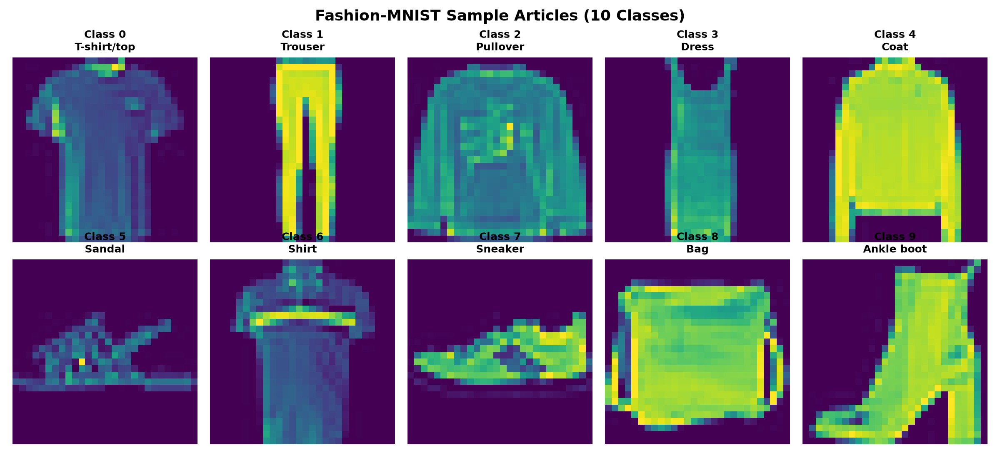 Fashion-MNIST Sample Articles (10 Classes)
Class 0
T-shirt/top
Class 1
Trouser
Class 2
Pullover
Class 3
Dress
Class 4
Coat
Class 5
Sandal
Class 6
Shirt
Class 7
Sneaker
Class 8
Bag
Class 9
Ankle boot